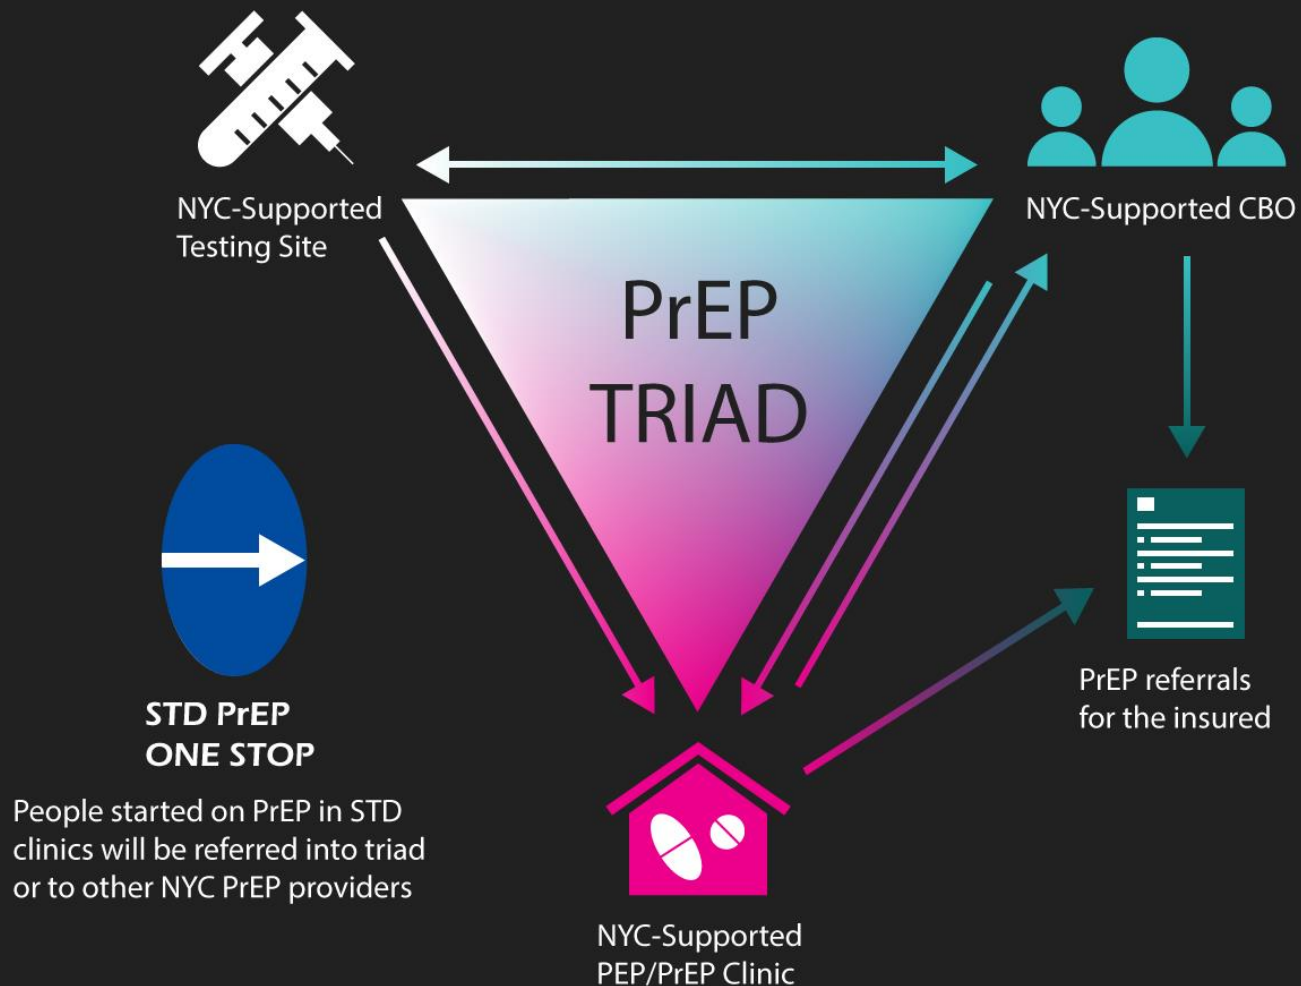 NYC-Supported
Testing Site
NYC-Supported CBO
PrEP
TRIAD
STD PrEP
ONE STOP
People started on PrEP in STD
clinics will be referred into triad
or to other NYC PrEP providers
PrEP referrals
for the insured
NYC-Supported
PEP/PrEP Clinic